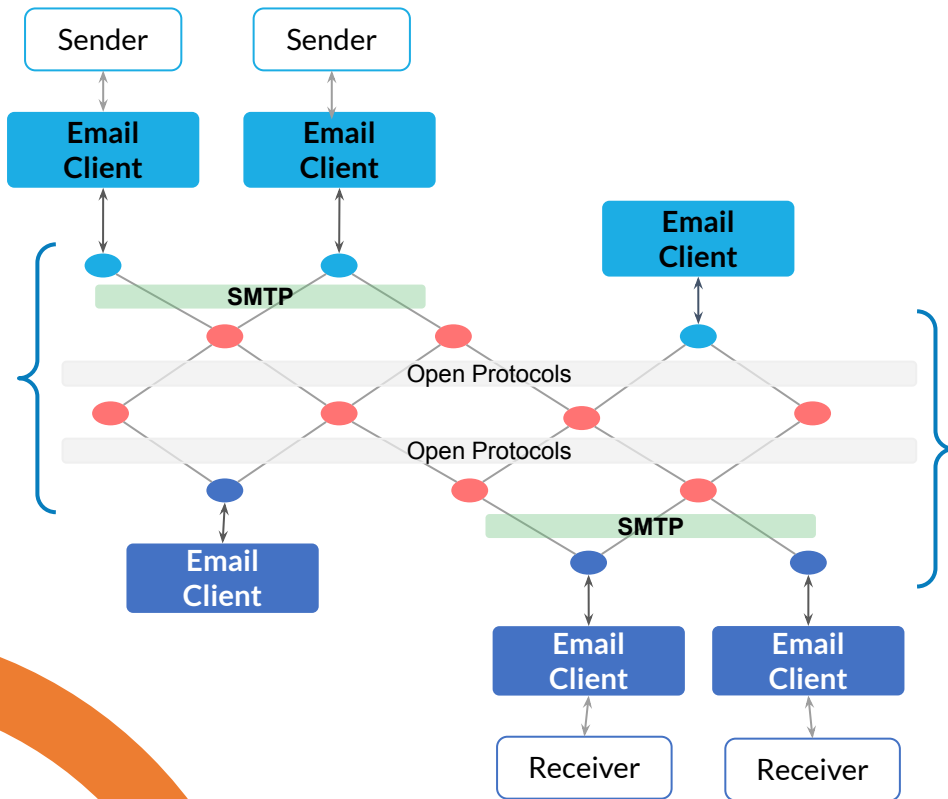 Sender
Sender
Email
Client
Email
Client
Email
Client
SMTP
Open Protocols
Open Protocols
SMTP
Email
Client
Email
Client
Email
Client
Receiver
Receiver